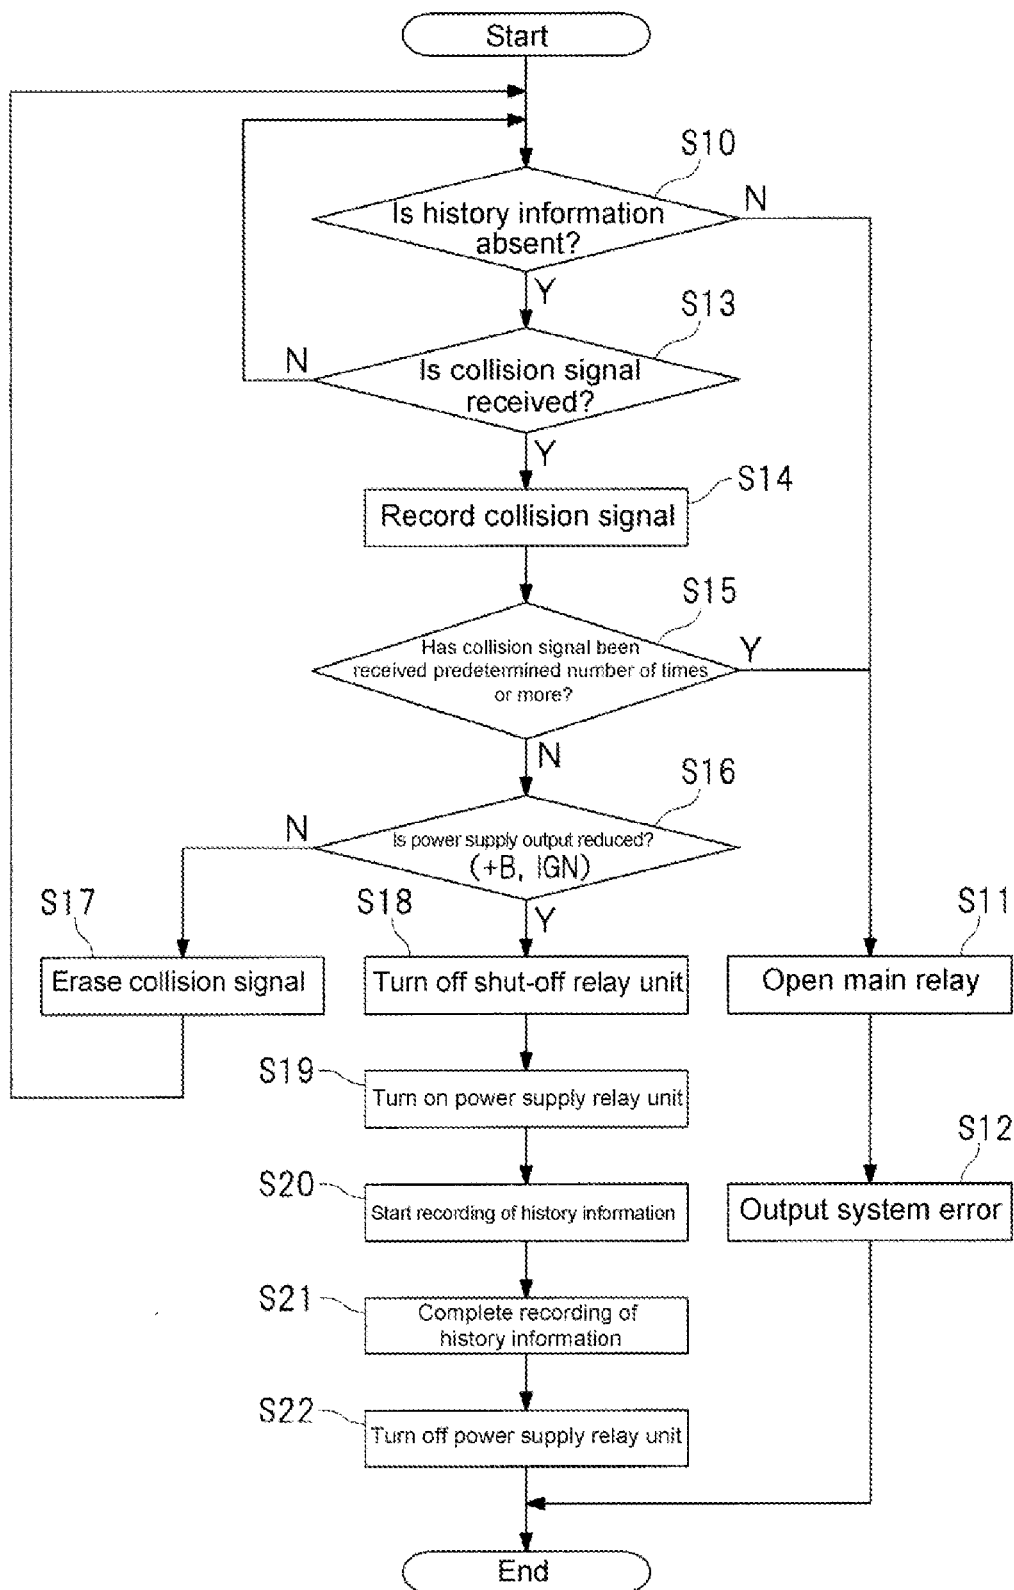 Start
S10
Is history information
absent?
N
Y
S13
Is collision signal
received?
N
Y
S14
Record collision signal
S15
Has collision signal been
received predetermined number of times
or more?
Y
N
S16
Is power supply output reduced?
(+B, IGN)
N
Y
S17
Erase collision signal
S18
Turn off shut-off relay unit
S11
Open main relay
S19
Turn on power supply relay unit
S12
Output system error
S20
Start recording of history information
S21
Complete recording of
history information
S22
Turn off power supply relay unit
End